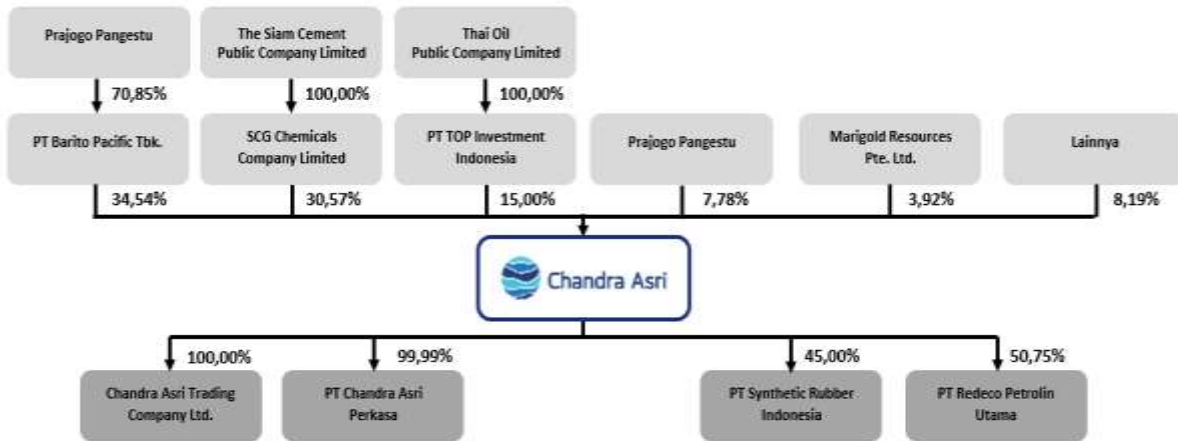 Prajogo Pangestu
The Siam Cement
Public Company Limited
Thai Oil
Public Company Limited
70,85%
100,00%
100,00%
PT Barito Pacific Tbk.
SCG Chemicals
Company Limited
PT TOP Investment
Indonesia
Prajogo Pangestu
Marigold Resources
Pte. Ltd.
Lainnya
34,54%
30,57%
15,00%
7,78%
3,92%
8,19%
Chandra Asri
100,00%
99,99%
45,00%
50,75%
Chandra Asri Trading
Company Ltd.
PT Chandra Asri
Perkasa
PT Synthetic Rubber
Indonesia
PT Redeco Petrolin
Utama